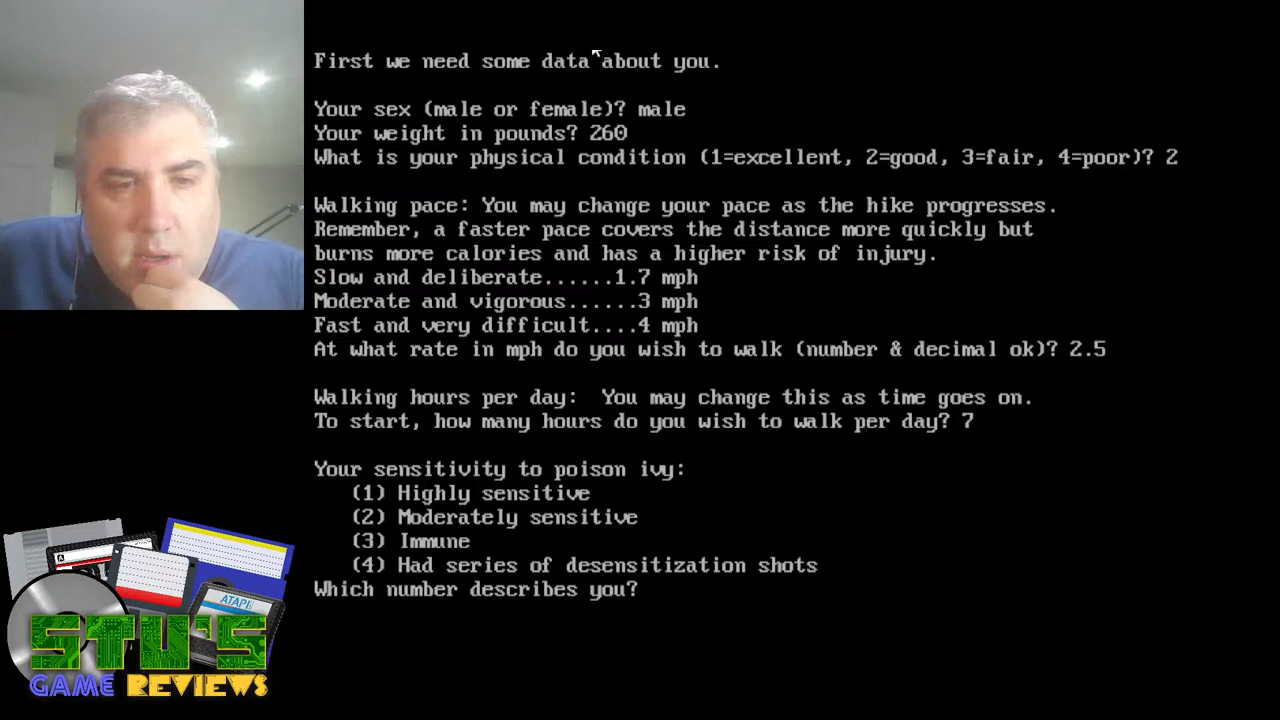 First we need some data about you.
Your sex (male or female)? male
Your weight in pounds? 260
What is your physical condition (1=excellent, 2=good, 3=fair, 4=poor)? 2
Walking pace: You may change your pace as the hike progresses.
Remember, a faster pace covers the distance more quickly but
burns more calories and has a higher risk of injury.
Slow and deliberate......1.7 mph
Moderate and vigorous......3 mph
Fast and very difficult....4 mph
At what rate in mph do you wish to walk (number & decimal ok)? 2.5
Walking hours per day:  You may change this as time goes on.
To start, how many hours do you wish to walk per day? 7
Your sensitivity to poison ivy:
(1) Highly sensitive
(2) Moderately sensitive
(3) Immune
(4) Had series of desensitization shots
Which number describes you?
A
ATARI
STU'S
GAME REVIEWS